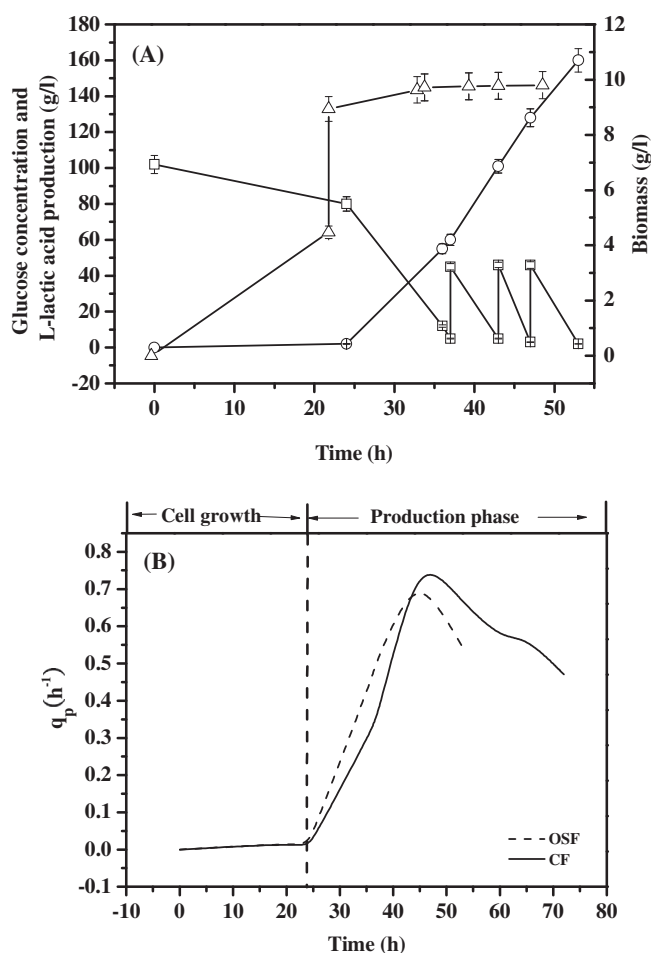 (A)
Glucose concentration and
L-lactic acid production (g/l)
180
160
140
120
100
80
60
40
20
0
-20
12
10
8
6
4
2
0
Biomass (g/l)
0 10 20 30 40 50
Time (h)
Cell growth Production phase
(B)
q_p(h⁻¹)
0.8
0.7
0.6
0.5
0.4
0.3
0.2
0.1
0.0
-0.1
OSF
CF
-10 0 10 20 30 40 50 60 70 80
Time (h)